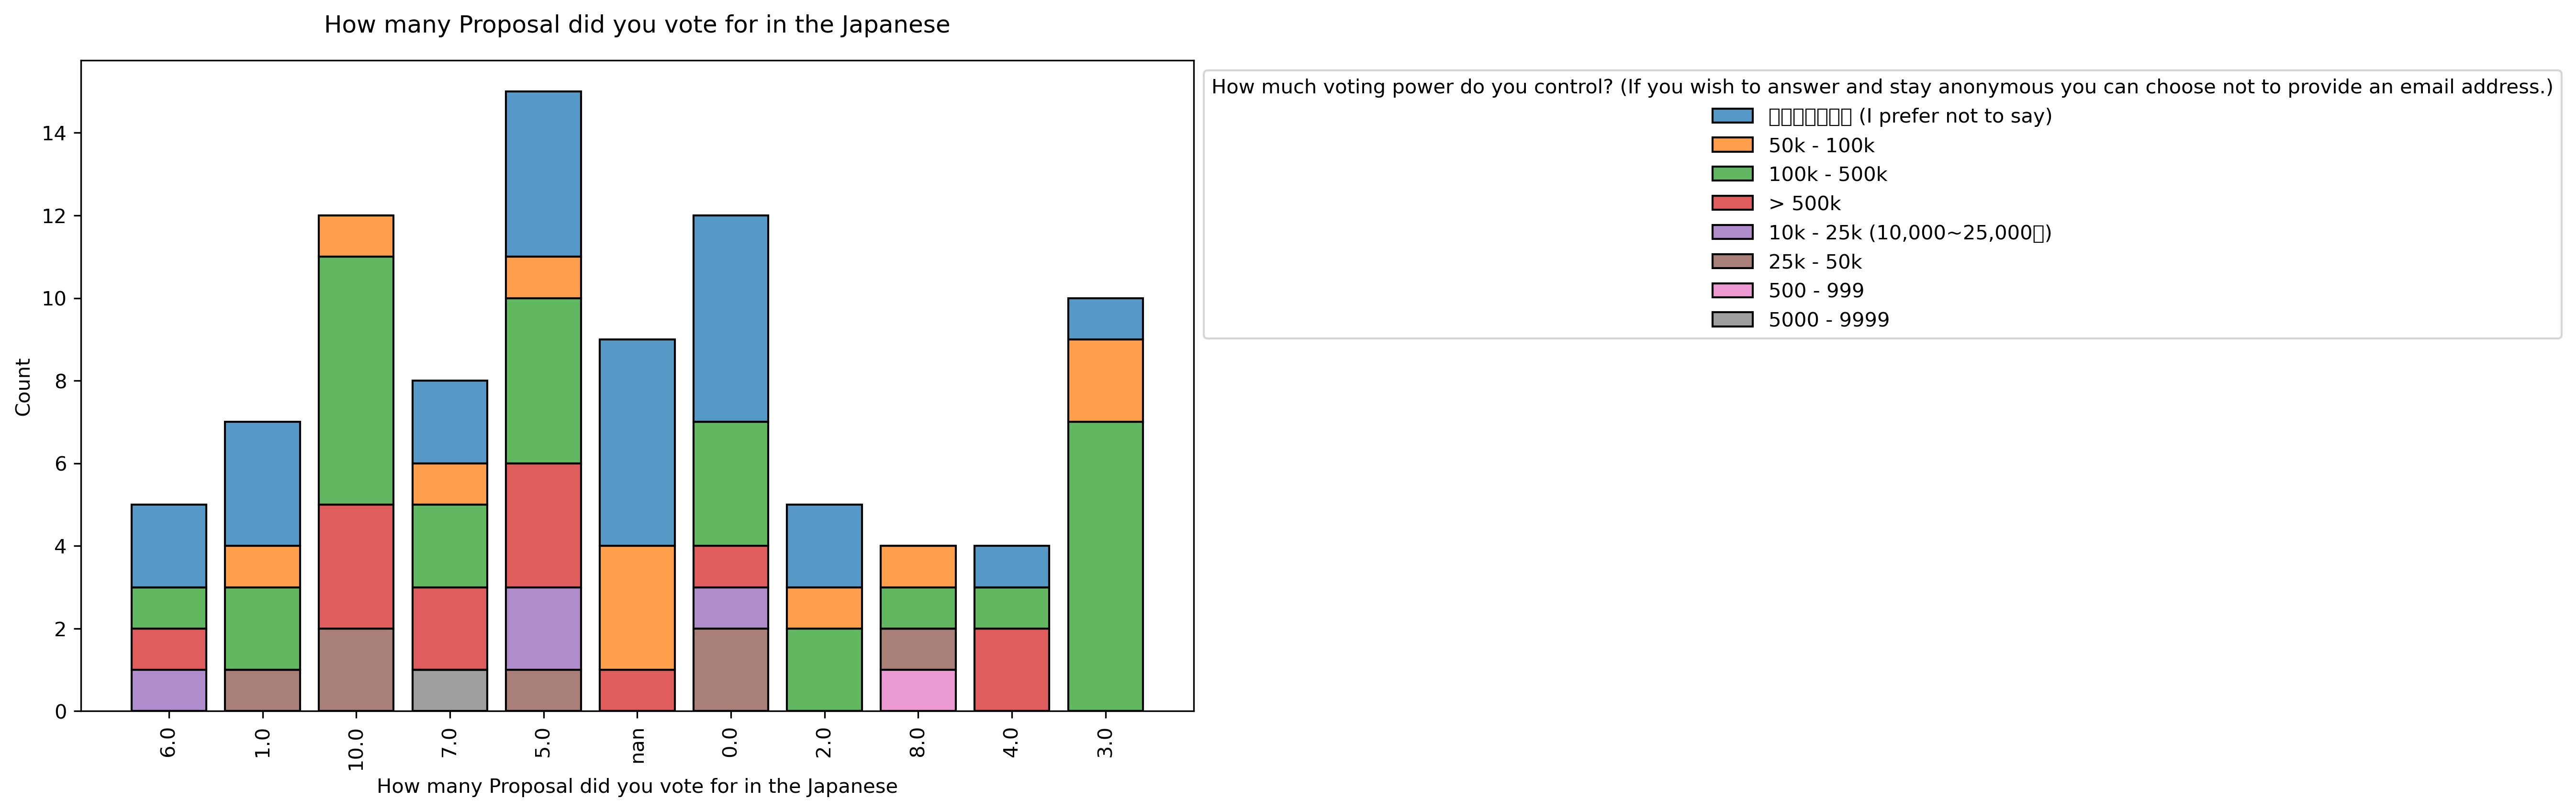 How many Proposal did you vote for in the Japanese
Count
14
12
10
8
6
4
2
0
6.0
1.0
10.0
7.0
5.0
nan
0.0
2.0
8.0
4.0
3.0
How many Proposal did you vote for in the Japanese
How much voting power do you control? (If you wish to answer and stay anonymous you can choose not to provide an email address.)
(I prefer not to say)
50k - 100k
100k - 500k
> 500k
10k - 25k (10,000~25,000)
25k - 50k
500 - 999
5000 - 9999